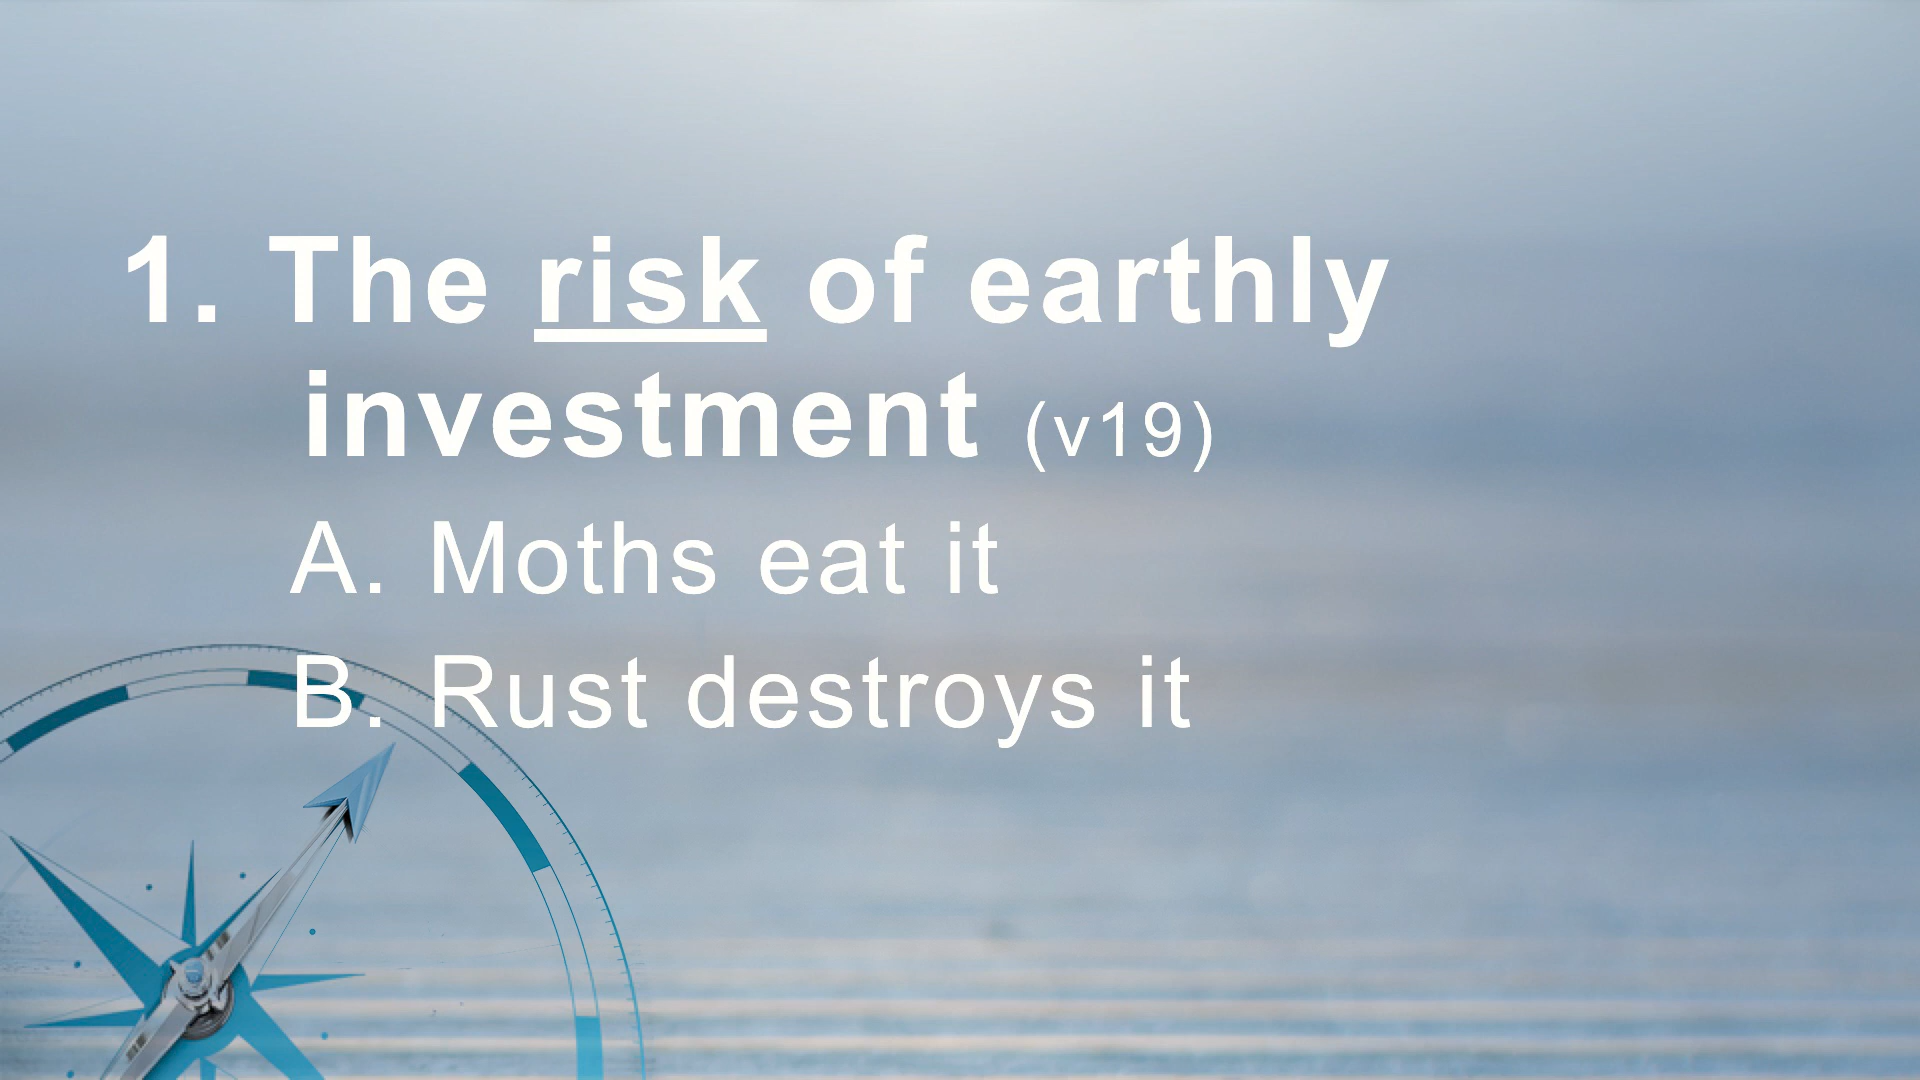 1. The risk of earthly
investment (v19)
A. Moths eat it
B. Rust destroys it